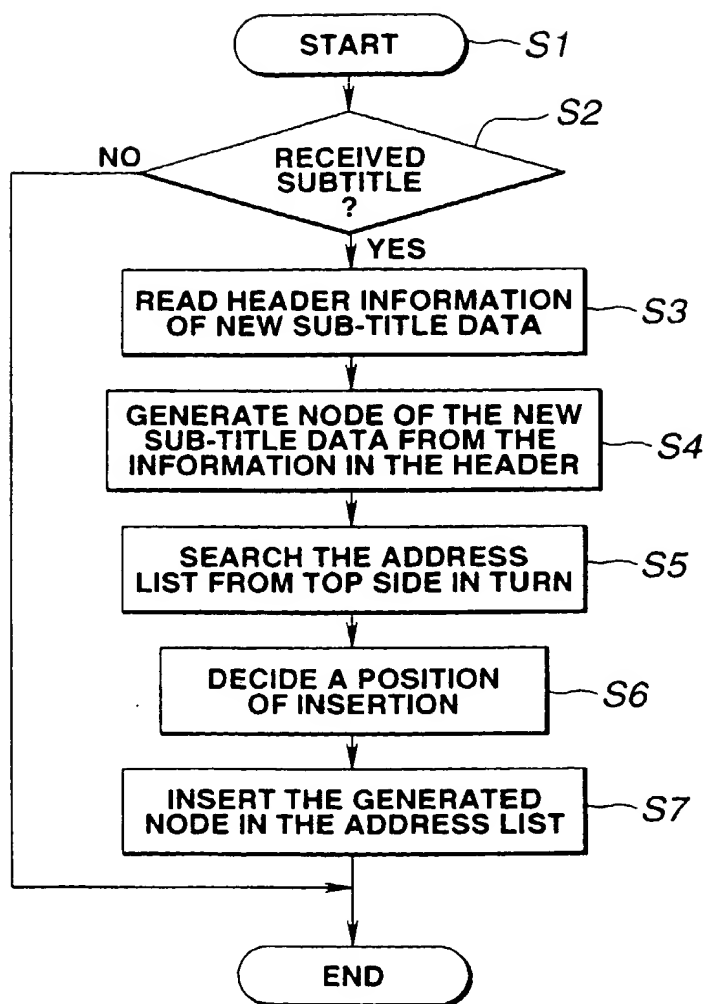 START
S1
S2
NO
RECEIVED
SUBTITLE
?
YES
READ HEADER INFORMATION
OF NEW SUB-TITLE DATA
S3
GENERATE NODE OF THE NEW
SUB-TITLE DATA FROM THE
INFORMATION IN THE HEADER
S4
SEARCH THE ADDRESS
LIST FROM TOP SIDE IN TURN
S5
DECIDE A POSITION
OF INSERTION
S6
INSERT THE GENERATED
NODE IN THE ADDRESS LIST
S7
END